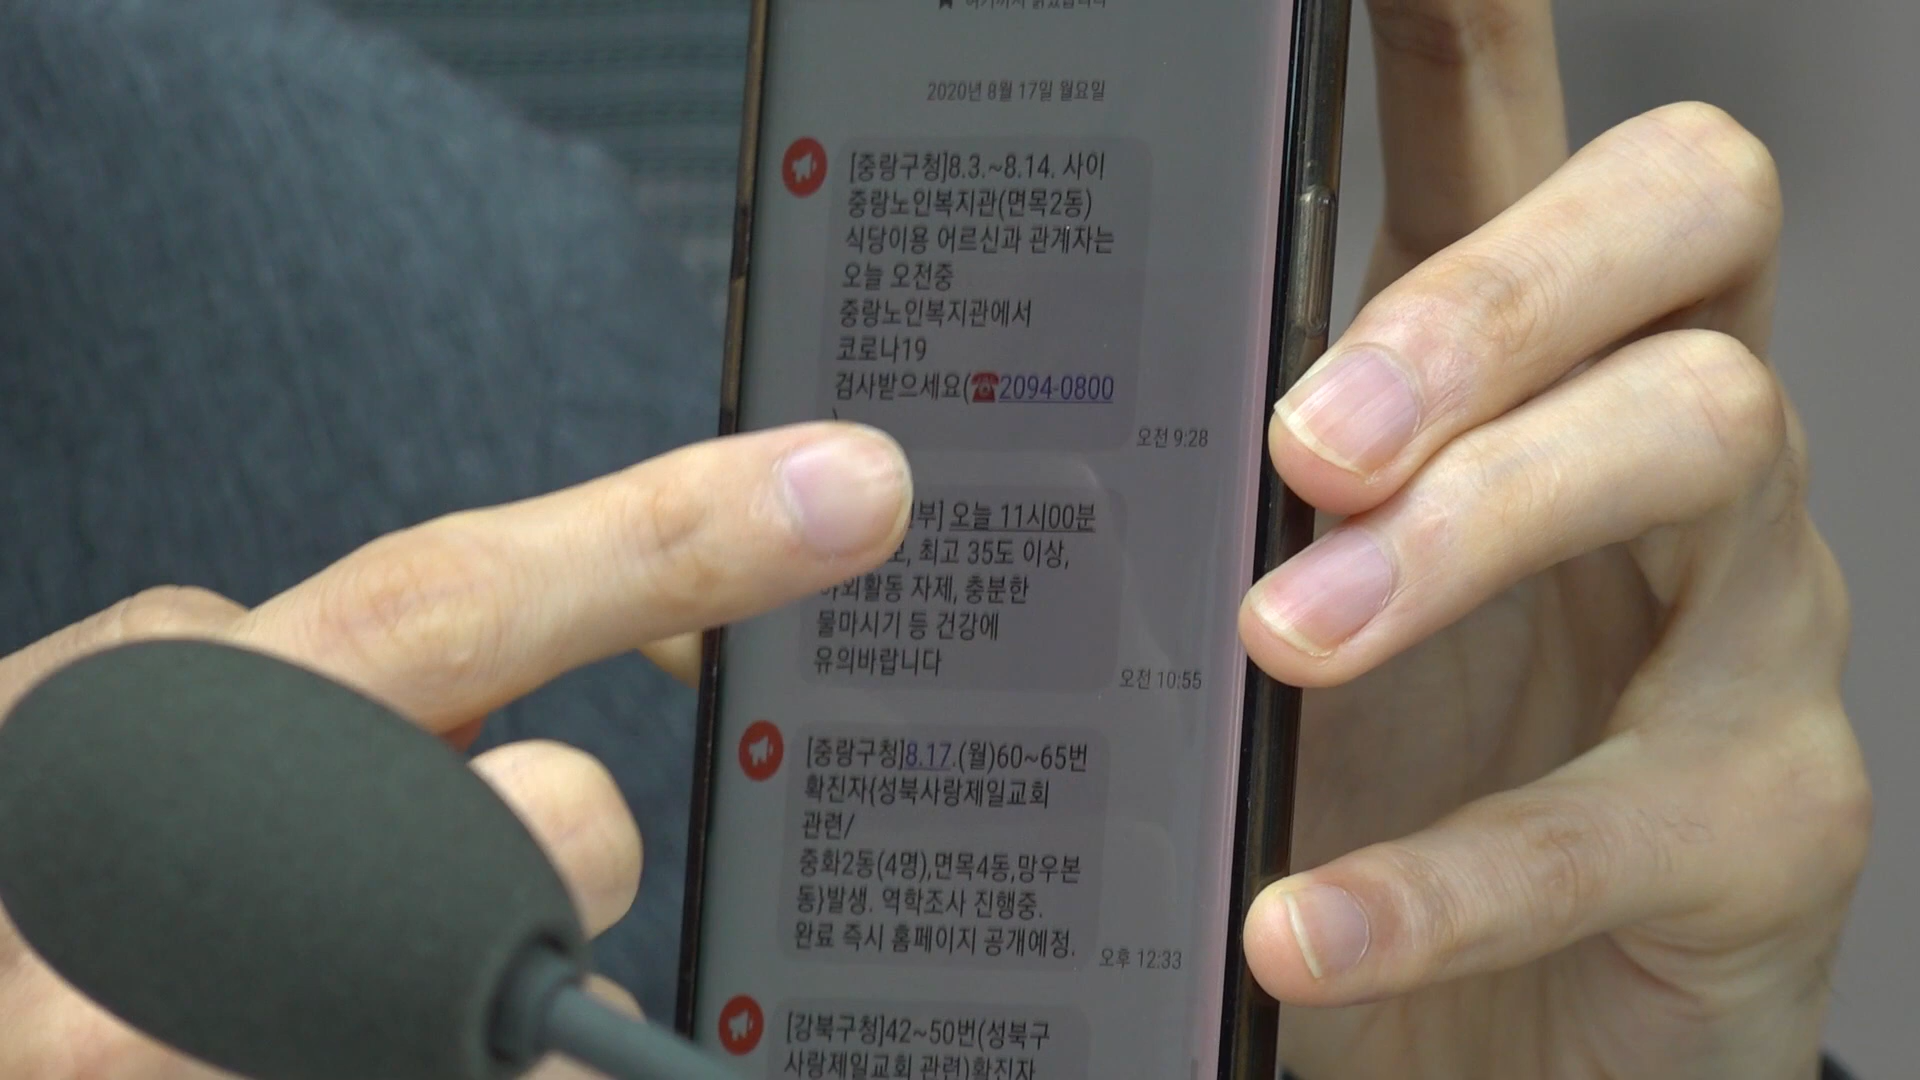 여기까지 읽었습니다
2020년 8월 17일 월요일
[중랑구청]8.3.~8.14. 사이
중랑노인복지관(면목2동)
식당이용 어르신과 관계자는
오늘 오전중
중랑노인복지관에서
코로나19
검사받으세요(☎2094-0800
)
오전 9:28
부] 오늘 11시00분
최고 35도 이상,
야외활동 자제, 충분한
물마시기 등 건강에
유의바랍니다
오전 10:55
[중랑구청]8.17.(월)60~65번
확진자{성북사랑제일교회
관련/
중화2동(4명),면목4동,망우본
동}발생. 역학조사 진행중.
완료 즉시 홈페이지 공개예정.
오후 12:33
[강북구청]42~50번(성북구
사랑제일교회 관련)확진자